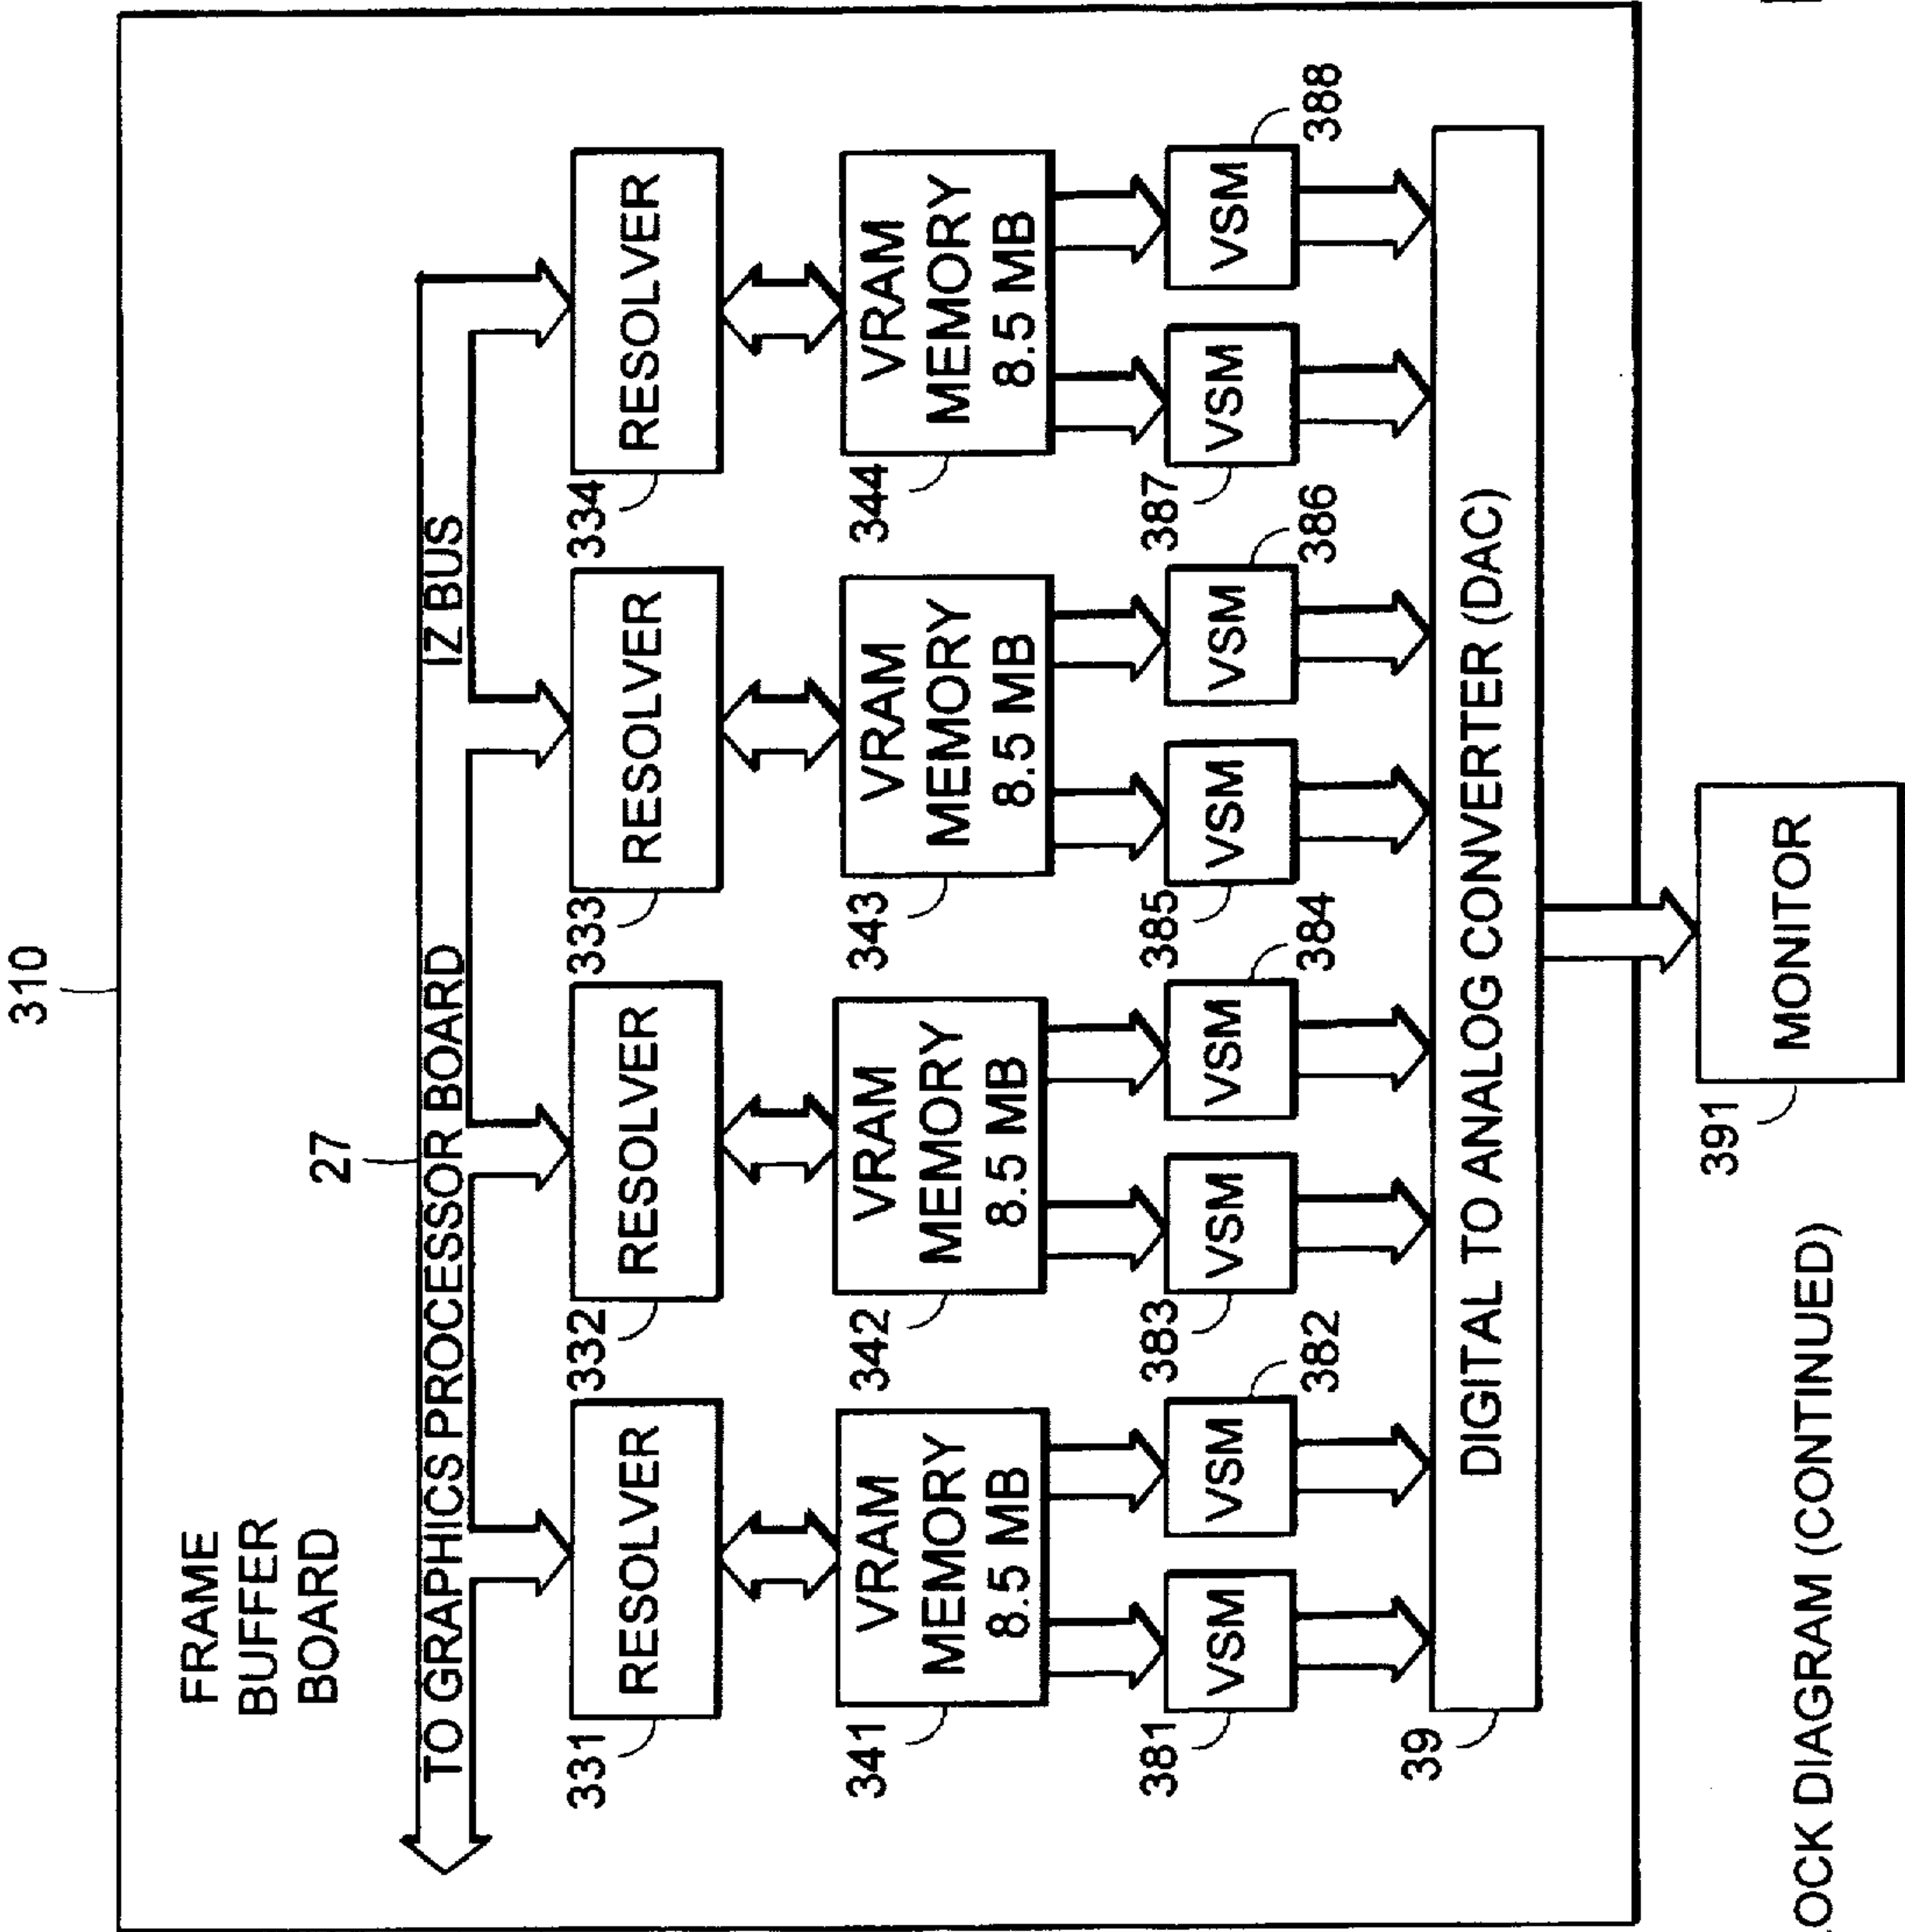 310
FRAME
BUFFER
BOARD
27
TO GRAPHICS PROCESSOR BOARD
IZ BUS
331
RESOLVER
332
RESOLVER
333
RESOLVER
334
RESOLVER
341
VRAM
MEMORY
8.5 MB
342
VRAM
MEMORY
8.5 MB
343
VRAM
MEMORY
8.5 MB
344
VRAM
MEMORY
8.5 MB
381
VSM
VSM
382
383
VSM
VSM
384
385
VSM
VSM
386
387
VSM
VSM
388
39
DIGITAL TO ANALOG CONVERTER (DAC)
391
MONITOR
OCK DIAGRAM (CONTINUED)